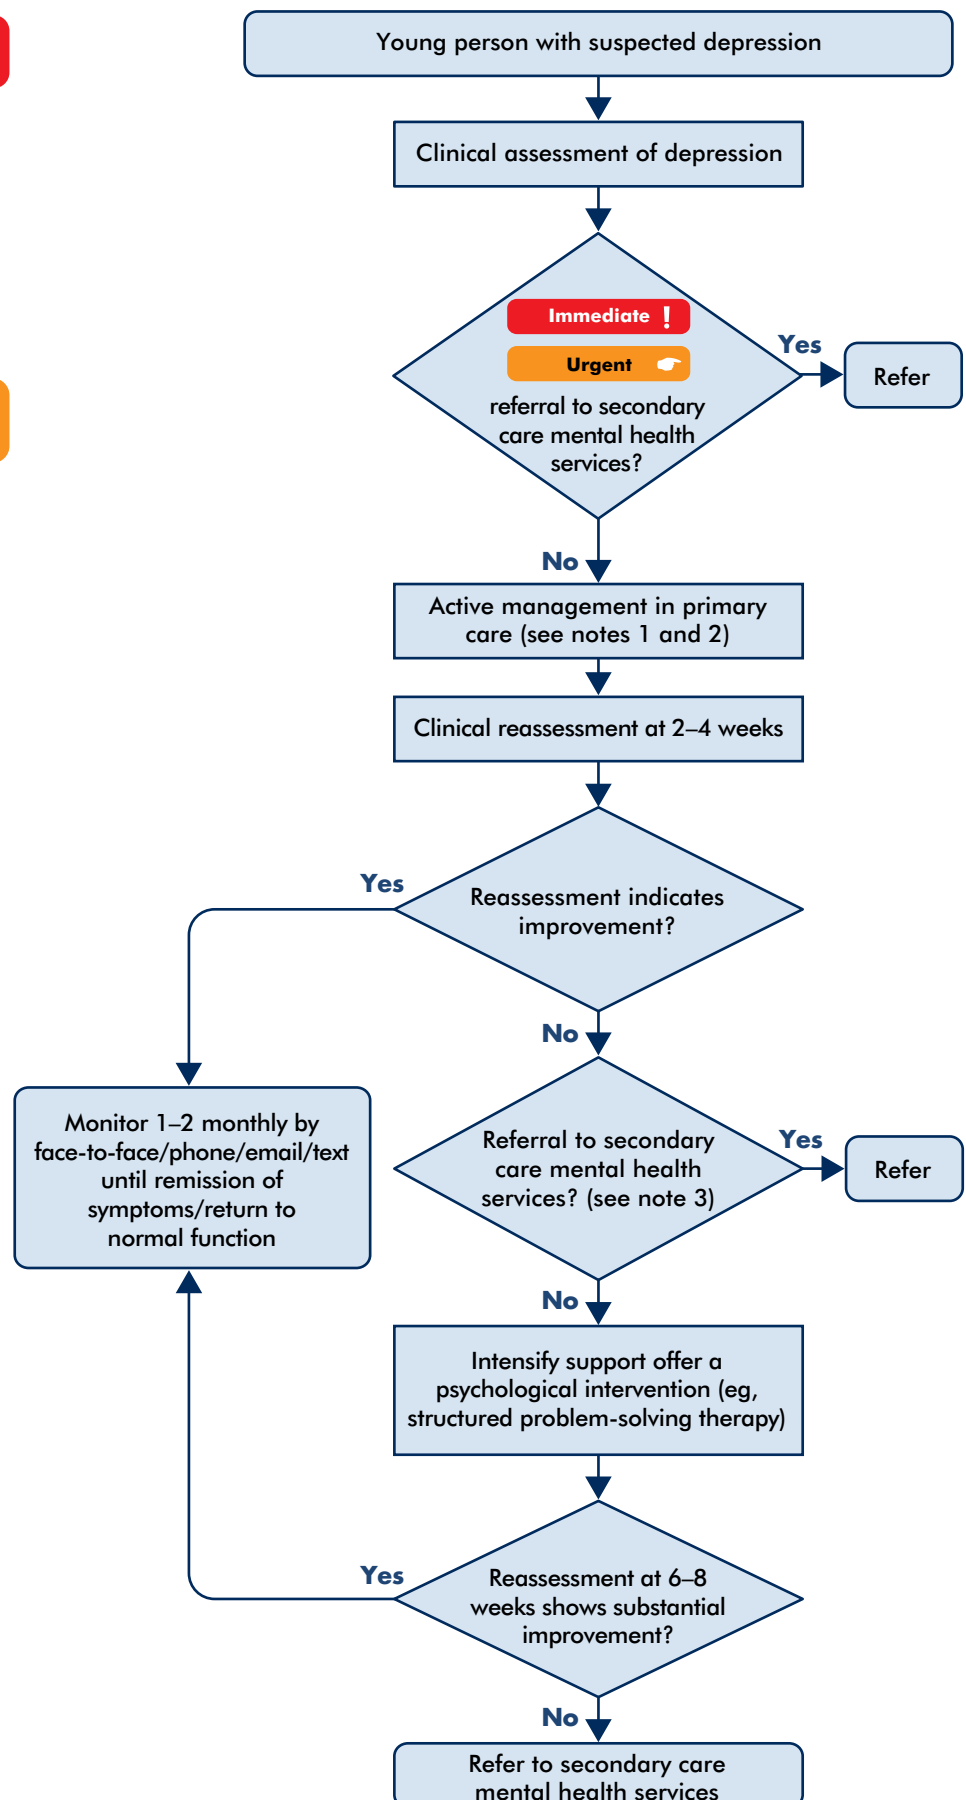 Young person with suspected depression
Clinical assessment of depression
Immediate !
Urgent
referral to secondary
care mental health
services?
Yes
Refer
No
Active management in primary
care (see notes 1 and 2)
Clinical reassessment at 2–4 weeks
Reassessment indicates
improvement?
Yes
No
Monitor 1–2 monthly by
face-to-face/phone/email/text
until remission of
symptoms/return to
normal function
Referral to secondary
care mental health
services? (see note 3)
Yes
Refer
No
Intensify support offer a
psychological intervention (eg,
structured problem-solving therapy)
Reassessment at 6–8
weeks shows substantial
improvement?
Yes
No
Refer to secondary care
mental health services